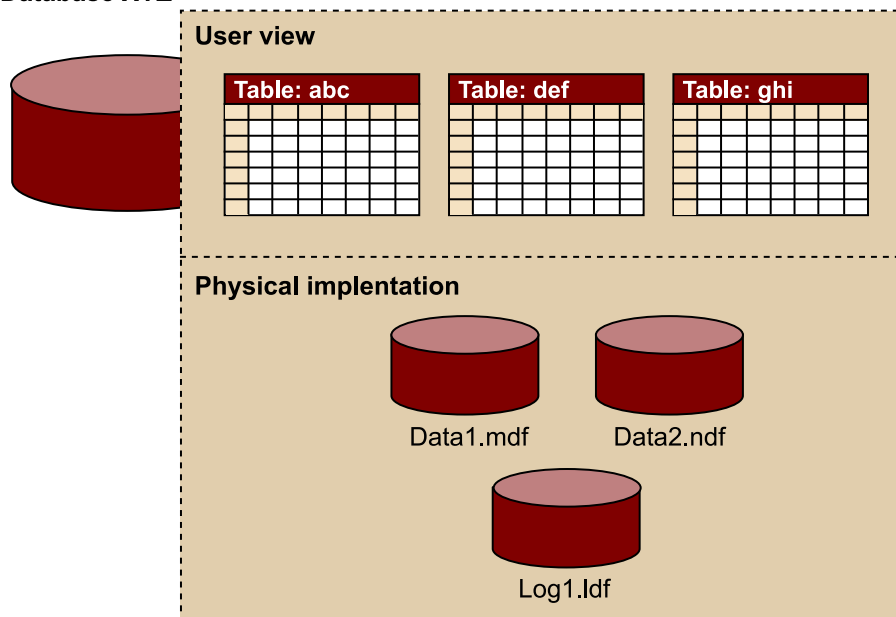 User view
Table: abc
Table: def
Table: ghi
Physical implentation
Data1.mdf
Data2.ndf
Log1.ldf